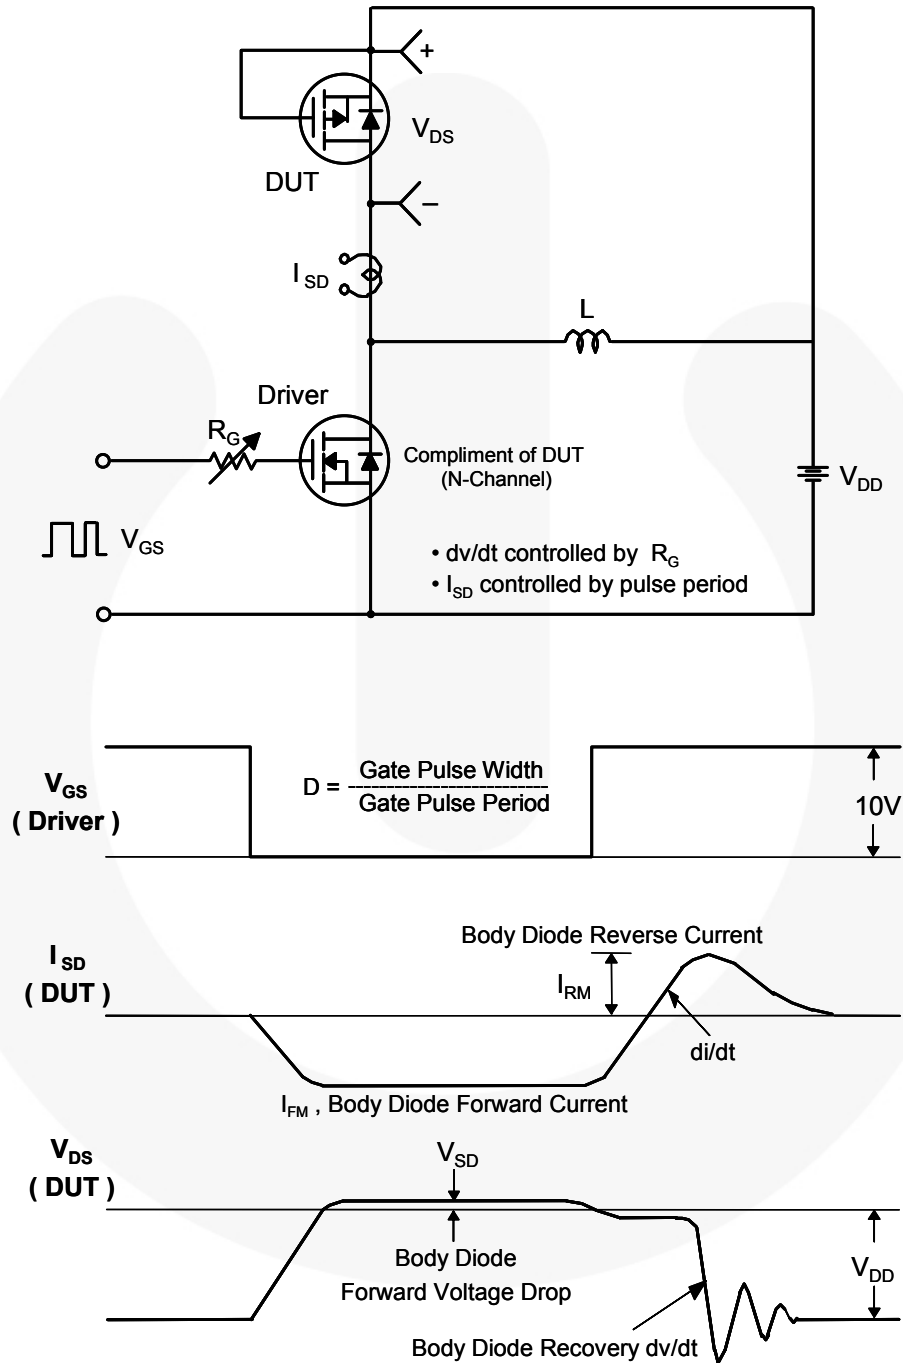 +
V_DS
DUT
−
I_SD
L
Driver
R_G
Compliment of DUT
(N-Channel)
V_DD
V_GS
• dv/dt controlled by R_G
• I_SD controlled by pulse period
V_GS
( Driver )
D = Gate Pulse Width
Gate Pulse Period
10V
Body Diode Reverse Current
I_SD
( DUT )
I_RM
di/dt
I_FM , Body Diode Forward Current
V_DS
( DUT )
V_SD
Body Diode
Forward Voltage Drop
V_DD
Body Diode Recovery dv/dt